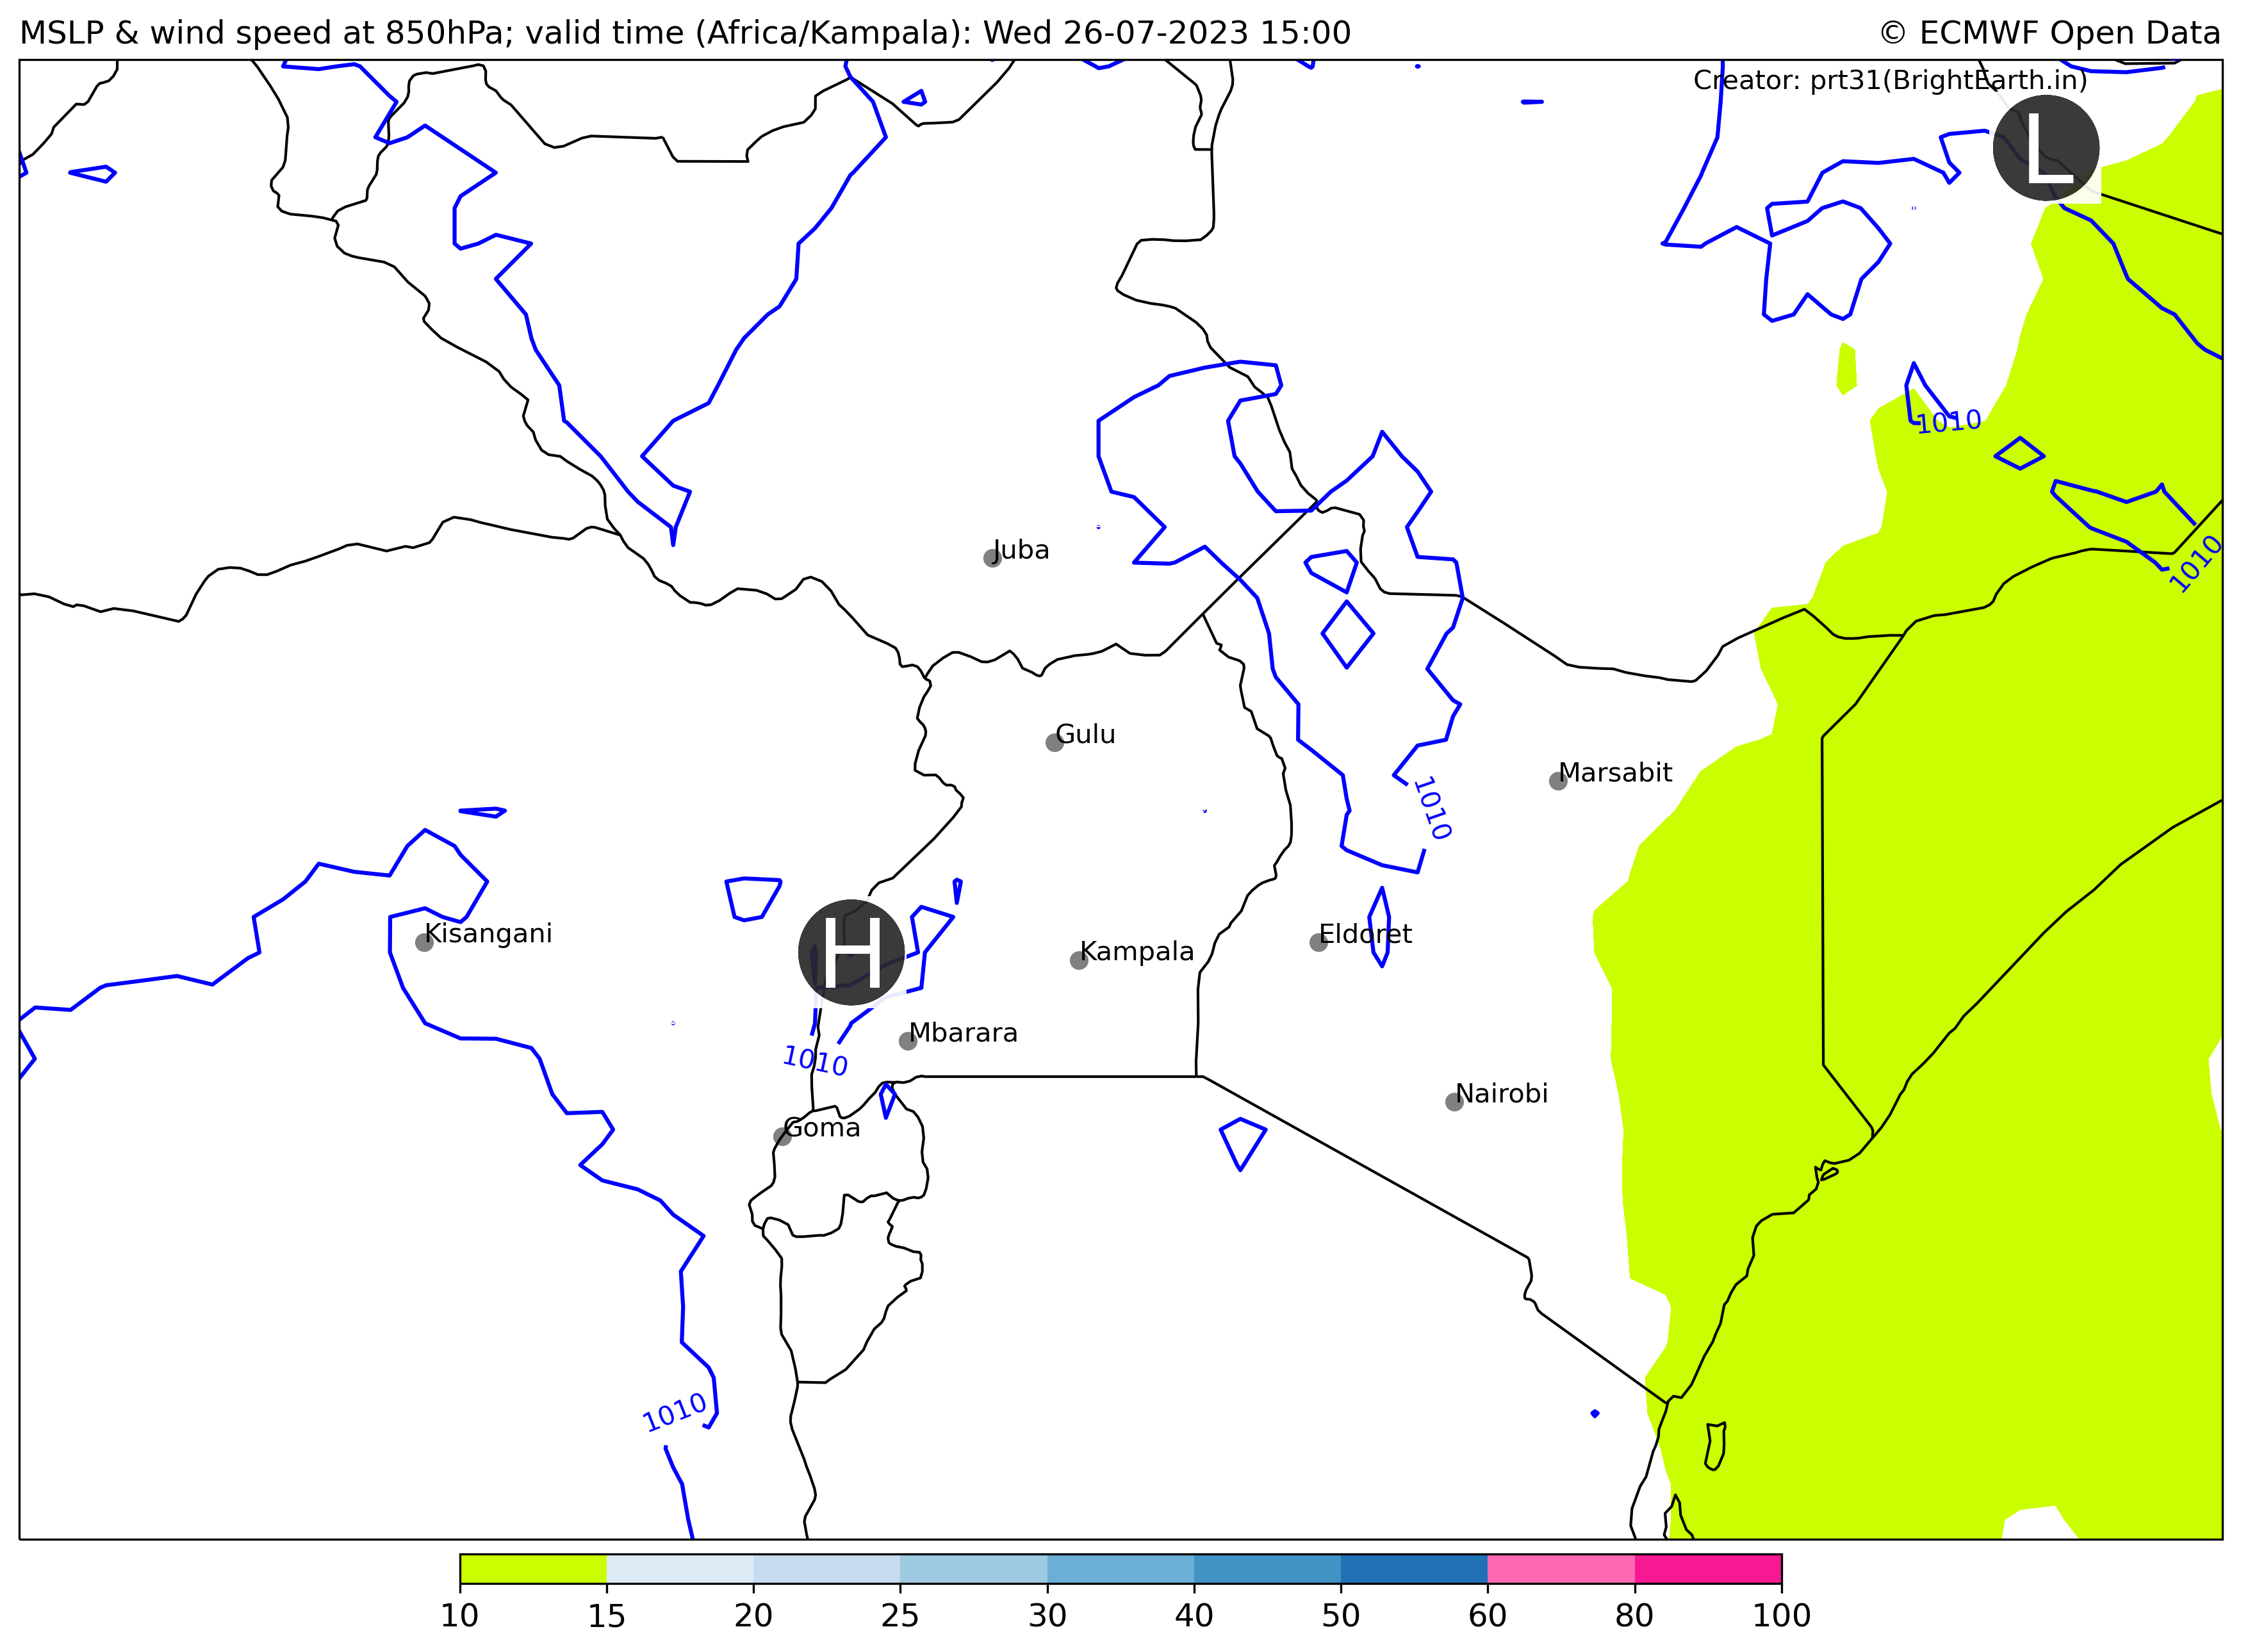 MSLP & wind speed at 850hPa; valid time (Africa/Kampala): Wed 26-07-2023 15:00
© ECMWF Open Data
Creator: prt31(BrightEarth.in)
L
1010
Juba
1010
Gulu
Marsabit
1010
Kisangani
Eldoret
H
Kampala
Mbarara
1010
Nairobi
Goma
1010
10 15 20 25 30 40 50 60 80 100